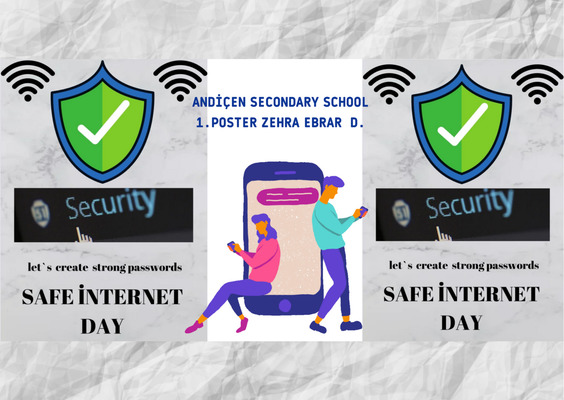 Security
let`s create strong passwords
SAFE İNTERNET
DAY
ANDİÇEN SECONDARY SCHOOL
1.POSTER ZEHRA EBRAR D.
Security
let`s create strong passwords
SAFE İNTERNET
DAY